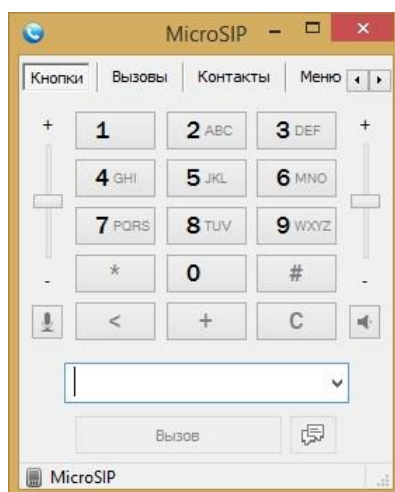 MicroSIP
Кнопки Вызовы Контакты Меню
+ +
1 2 ABC 3 DEF
4 GHI 5 JKL 6 MNO
7 PQRS 8 TUV 9 WXYZ
- * 0 # -
< + C
Вызов
MicroSIP